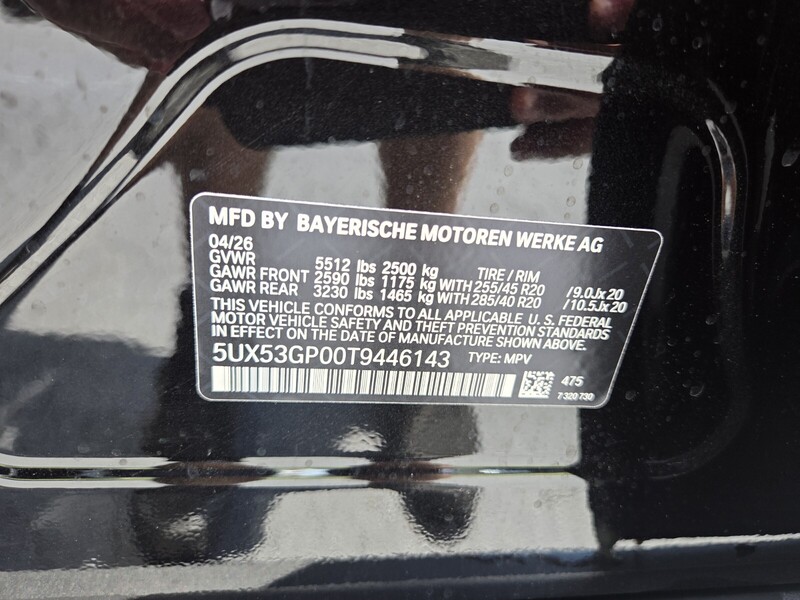 MFD BY BAYERISCHE MOTOREN WERKE AG
04/26
GVWR 5512 lbs 2500 kg TIRE / RIM
GAWR FRONT 2590 lbs 1175 kg WITH 255/45 R20 /9.0Jx20
GAWR REAR 3230 lbs 1465 kg WITH 285/40 R20 /10.5Jx20
THIS VEHICLE CONFORMS TO ALL APPLICABLE U.S. FEDERAL
MOTOR VEHICLE SAFETY AND THEFT PREVENTION STANDARDS
IN EFFECT ON THE DATE OF MANUFACTURE SHOWN ABOVE.
5UX53GP00T9446143 TYPE: MPV
475
7 320 730